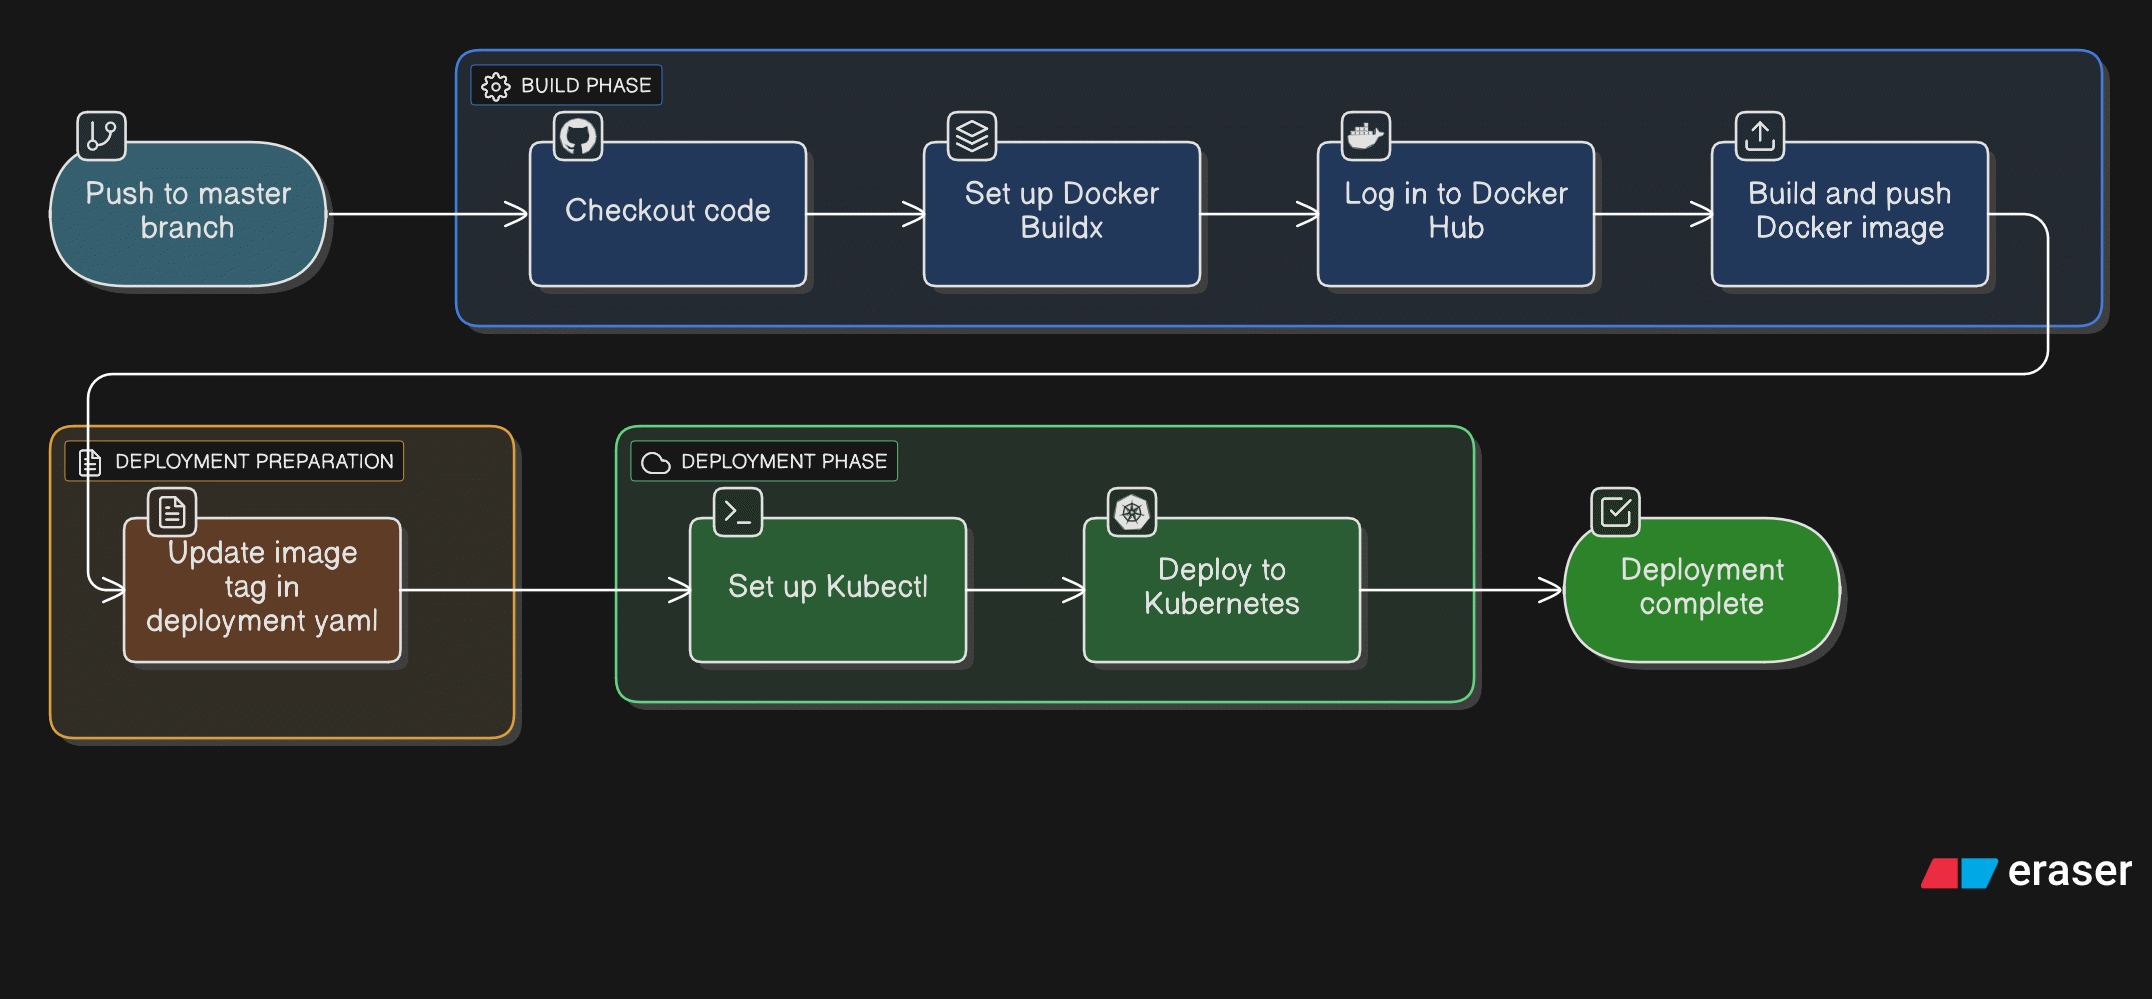 BUILD PHASE
Push to master
branch
Checkout code
Set up Docker
Buildx
Log in to Docker
Hub
Build and push
Docker image
DEPLOYMENT PREPARATION
Update image
tag in
deployment yaml
DEPLOYMENT PHASE
Set up Kubectl
Deploy to
Kubernetes
Deployment
complete
eraser